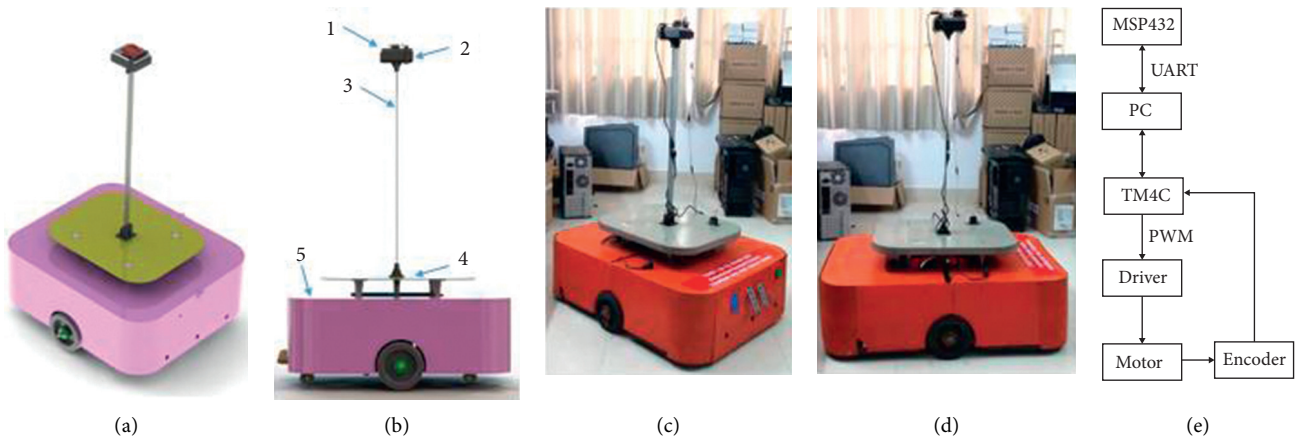 1
2
3
4
5
MSP432
UART
PC
TM4C
PWM
Driver
Motor
Encoder
(a)
(b)
(c)
(d)
(e)